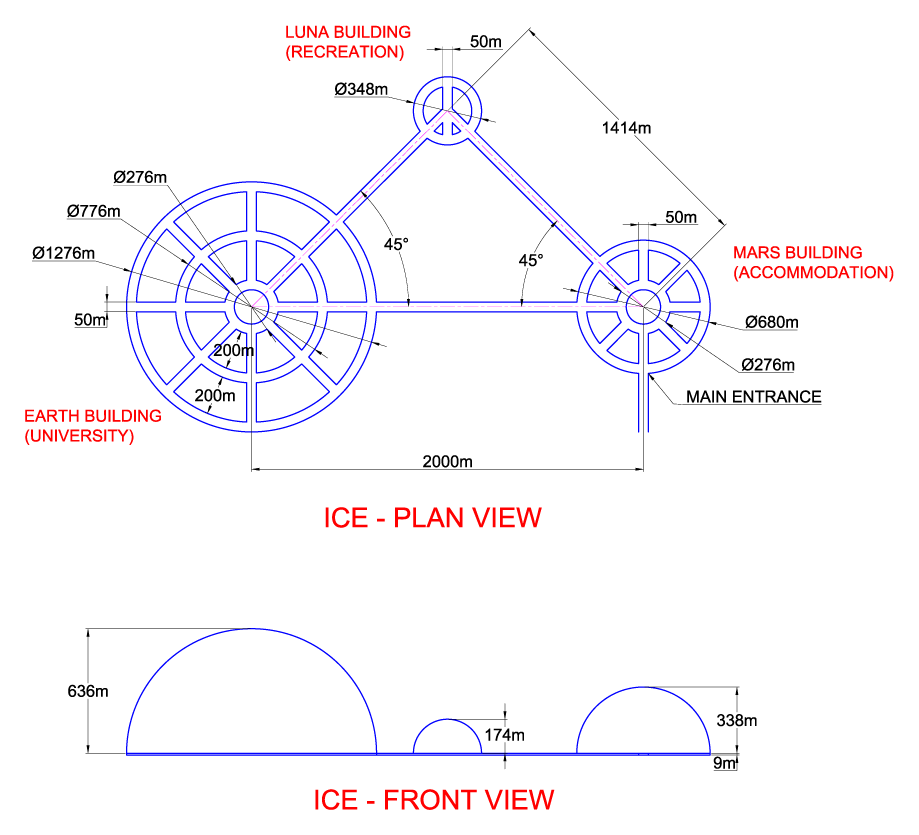 LUNA BUILDING
(RECREATION)
50m
Ø348m
1414m
Ø276m
Ø776m
Ø1276m
50m
45°
45°
50m
MARS BUILDING
(ACCOMMODATION)
Ø680m
Ø276m
200m
200m
MAIN ENTRANCE
EARTH BUILDING
(UNIVERSITY)
2000m
ICE - PLAN VIEW
636m
174m
338m
9m
ICE - FRONT VIEW